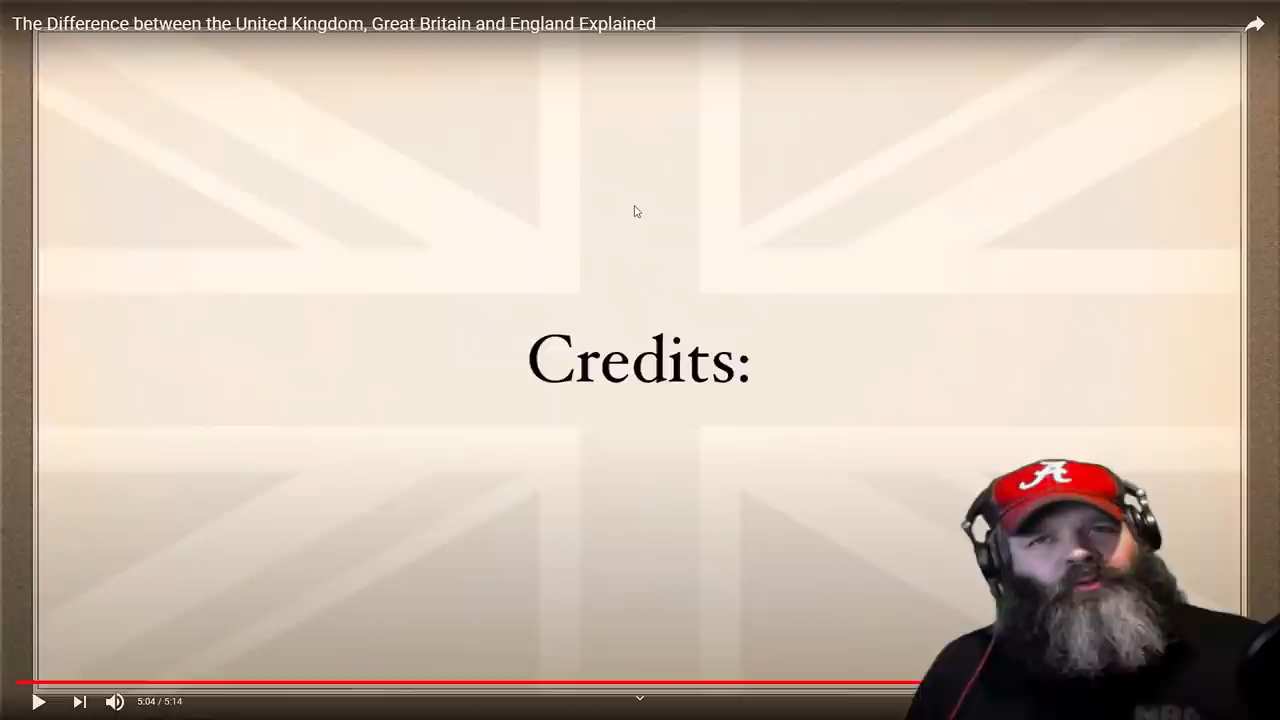 The Difference between the United Kingdom, Great Britain and England Explained
Credits:
A
5:04 / 5:14